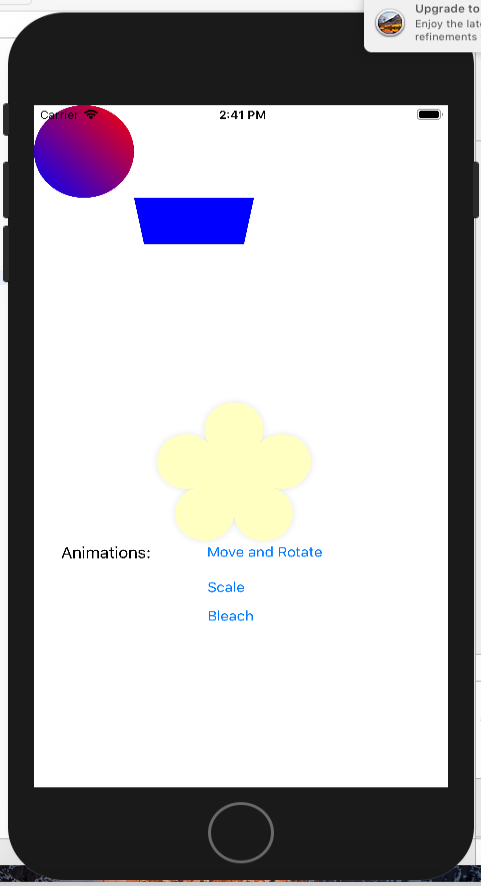 Upgrade to
Enjoy the late
refinements
Carrier
2:41 PM
Animations:
Move and Rotate
Scale
Bleach